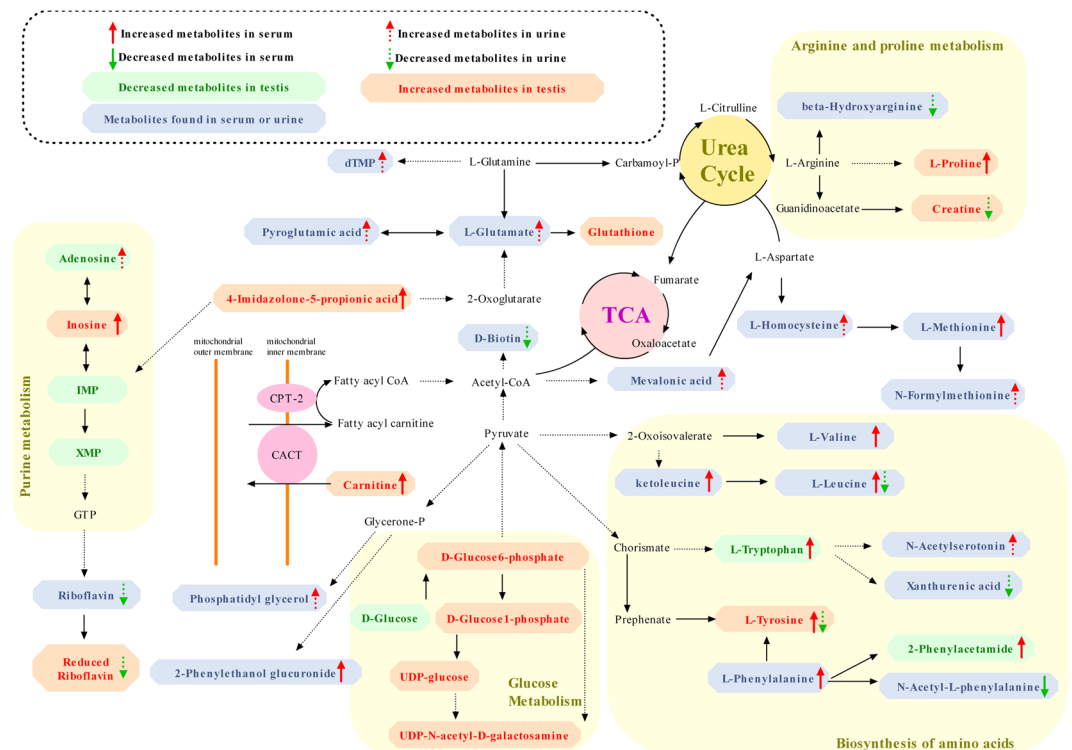 Increased metabolites in serum
Increased metabolites in urine
Decreased metabolites in serum
Decreased metabolites in urine
Decreased metabolites in testis
Increased metabolites in testis
Metabolites found in serum or urine
Arginine and proline metabolism
L-Citrulline
beta-Hydroxyarginine
Urea
Cycle
dTMP
L-Glutamine
Carbamoyl-P
L-Arginine
L-Proline
Guanidinoacetate
Creatine
Pyroglutamic acid
L-Glutamate
Glutathione
L-Aspartate
Purine metabolism
Adenosine
Inosine
IMP
XMP
GTP
4-Imidazolone-5-propionic acid
2-Oxoglutarate
Fumarate
TCA
Oxaloacetate
L-Homocysteine
L-Methionine
N-Formylmethionine
D-Biotin
mitochondrial
outer membrane
mitochondrial
inner membrane
Fatty acyl CoA
Acetyl-CoA
Mevalonic acid
CPT-2
Fatty acyl carnitine
CACT
Carnitine
Pyruvate
2-Oxoisovalerate
L-Valine
ketoleucine
L-Leucine
Glycerone-P
Chorismate
L-Tryptophan
N-Acetylserotonin
Xanthurenic acid
D-Glucose6-phosphate
Riboflavin
Phosphatidyl glycerol
D-Glucose
D-Glucose1-phosphate
Prephenate
L-Tyrosine
Reduced
Riboflavin
2-Phenylethanol glucuronide
UDP-glucose
Glucose
Metabolism
L-Phenylalanine
2-Phenylacetamide
N-Acetyl-L-phenylalanine
UDP-N-acetyl-D-galactosamine
Biosynthesis of amino acids